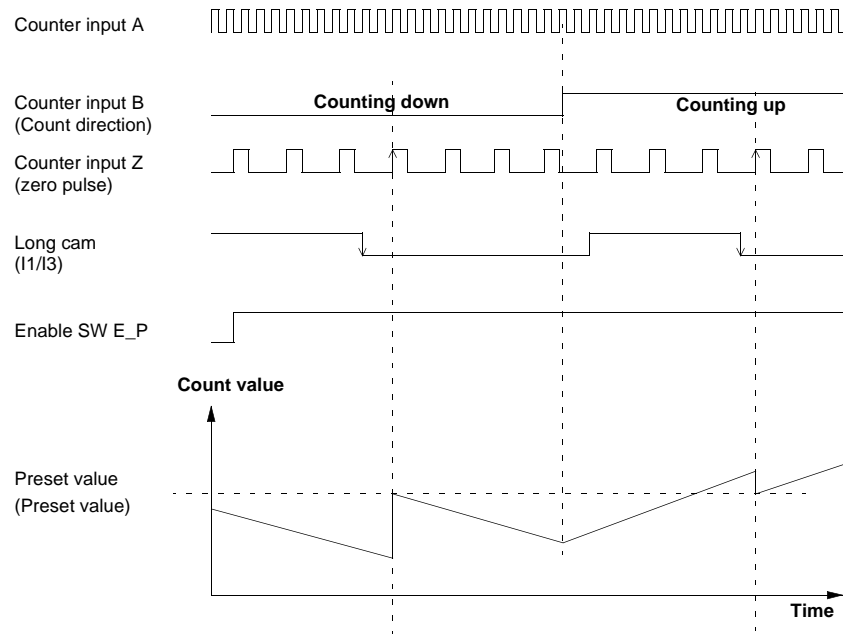 Counter input A
Counter input B
(Count direction)
Counting down
Counting up
Counter input Z
(zero pulse)
Long cam
(I1/I3)
Enable SW E_P
Count value
Preset value
(Preset value)
Time